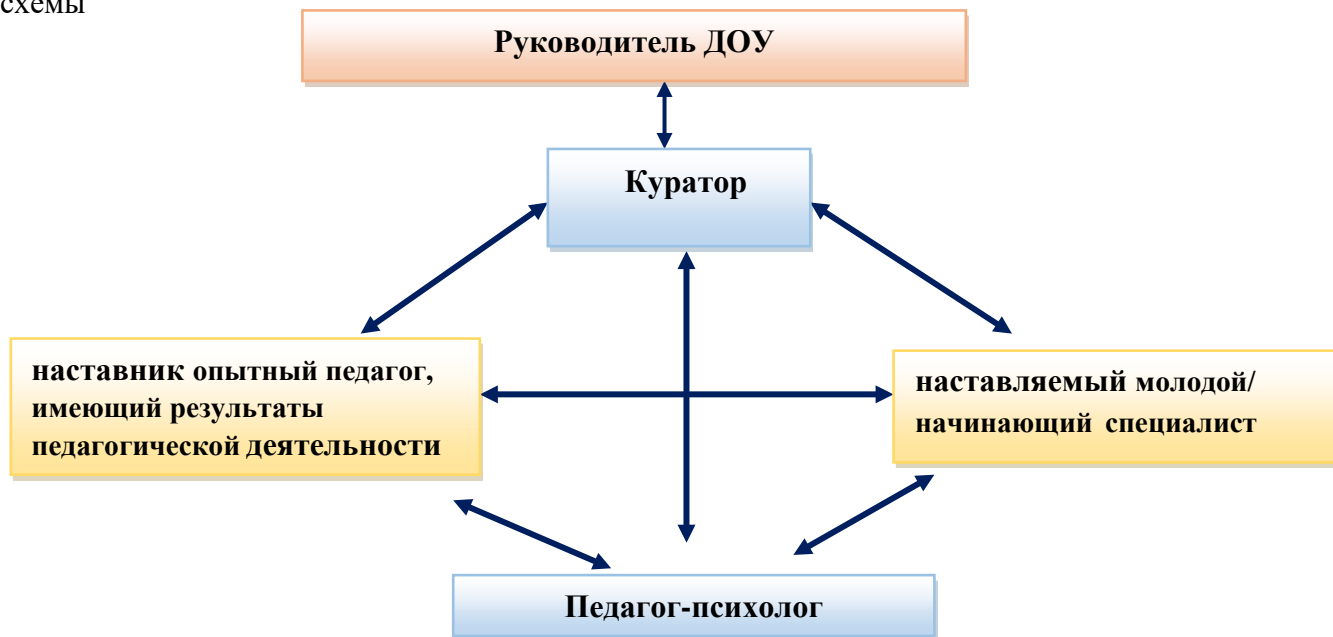 схемы
Руководитель ДОУ
Куратор
наставник опытный педагог,
имеющий результаты
педагогической деятельности
наставляемый молодой/
начинающий специалист
Педагог-психолог